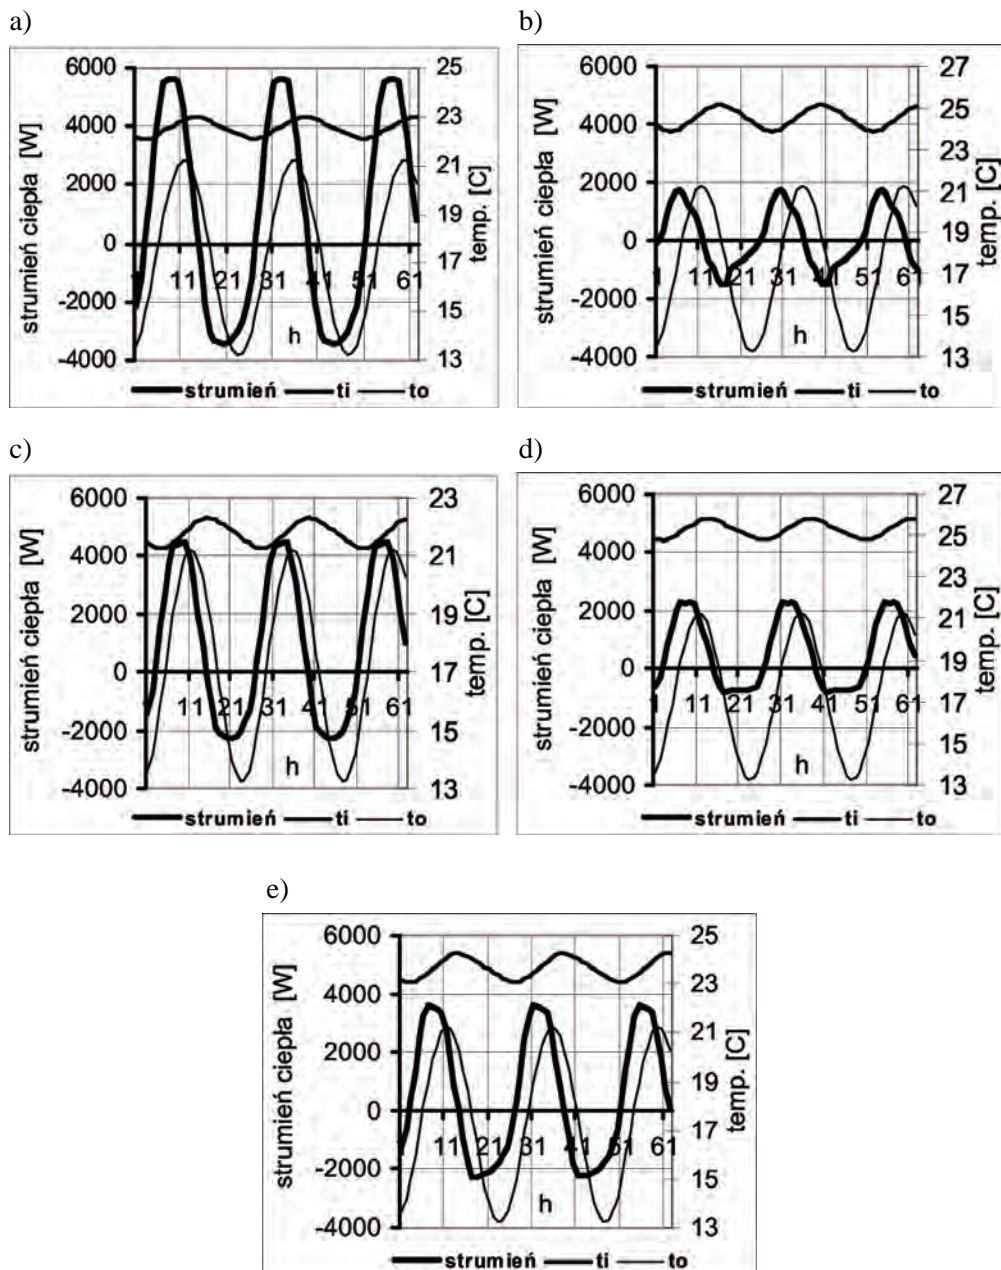 a)
strumień ciepła [W]
6000
4000
2000
0
-2000
-4000
1 11 21 31 41 51 61
h
25
23
21
19
17
15
13
temp. [C]
strumień ti to
b)
strumień ciepła [W]
6000
4000
2000
0
-2000
-4000
1 11 21 31 41 51 61
h
27
25
23
21
19
17
15
13
temp. [C]
strumień ti to
c)
strumień ciepła [W]
6000
4000
2000
0
-2000
-4000
1 11 21 31 41 51 61
h
23
21
19
17
15
13
temp. [C]
strumień ti to
d)
strumień ciepła [W]
6000
4000
2000
0
-2000
-4000
1 11 21 31 41 51 61
h
27
25
23
21
19
17
15
13
temp. [C]
strumień ti to
e)
strumień ciepła [W]
6000
4000
2000
0
-2000
-4000
1 11 21 31 41 51 61
h
25
23
21
19
17
15
13
temp. [C]
strumień ti to